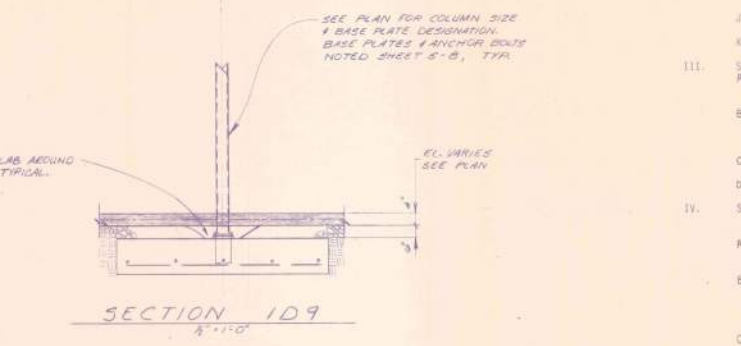 SEE PLAN FOR COLUMN SIZE
& BASE PLATE DESIGNATION.
BASE PLATES & ANCHOR BOLTS
NOTED SHEET S-8, TYP.
III.
EL. VARIES
SEE PLAN
LAB AROUND
TYPICAL.
IV.
SECTION 1D9